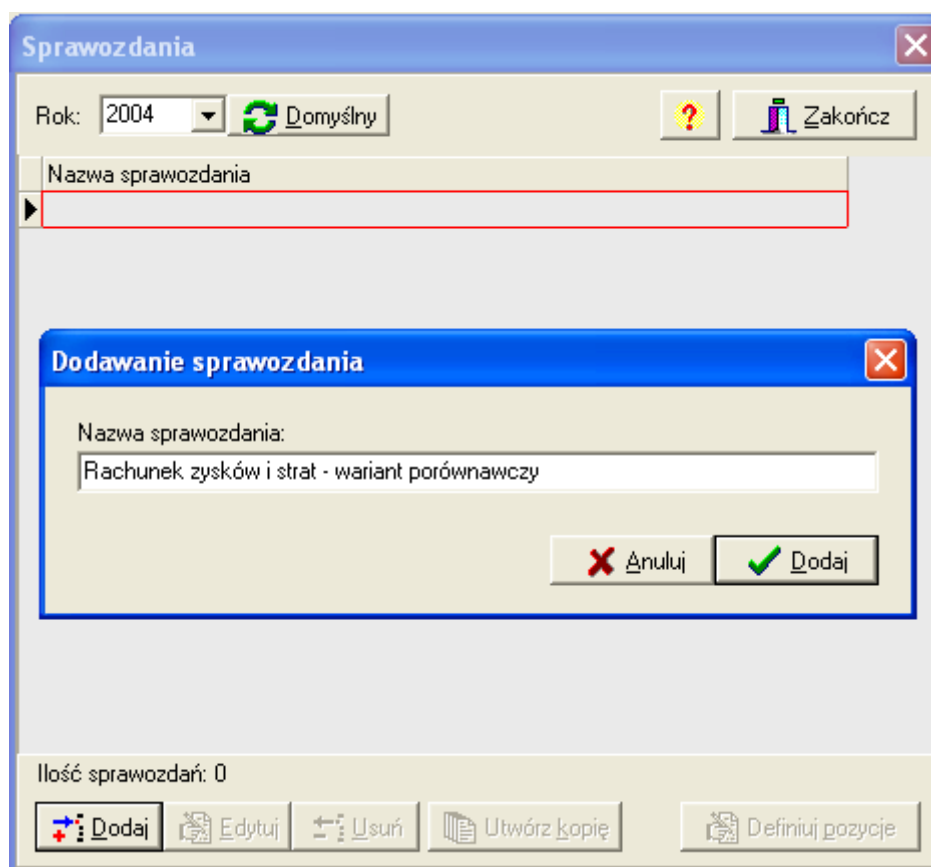 Sprawozdania
Rok: 2004 Domyślny ? Zakończ
Nazwa sprawozdania
Dodawanie sprawozdania
Nazwa sprawozdania:
Rachunek zysków i strat - wariant porównawczy
Anuluj Dodaj
Ilość sprawozdań: 0
Dodaj Edytuj Usuń Utwórz kopię Definiuj pozycje